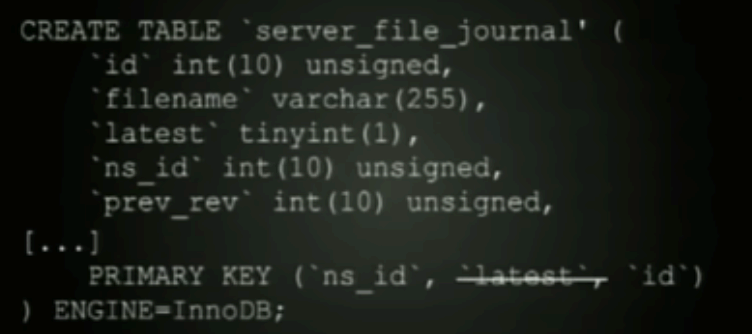 CREATE TABLE `server_file_journal' (
`id` int(10) unsigned,
`filename` varchar(255),
`latest` tinyint(1),
`ns_id` int(10) unsigned,
`prev_rev` int(10) unsigned,
[...]
PRIMARY KEY (`ns_id`, `latest`, `id`)
) ENGINE=InnoDB;